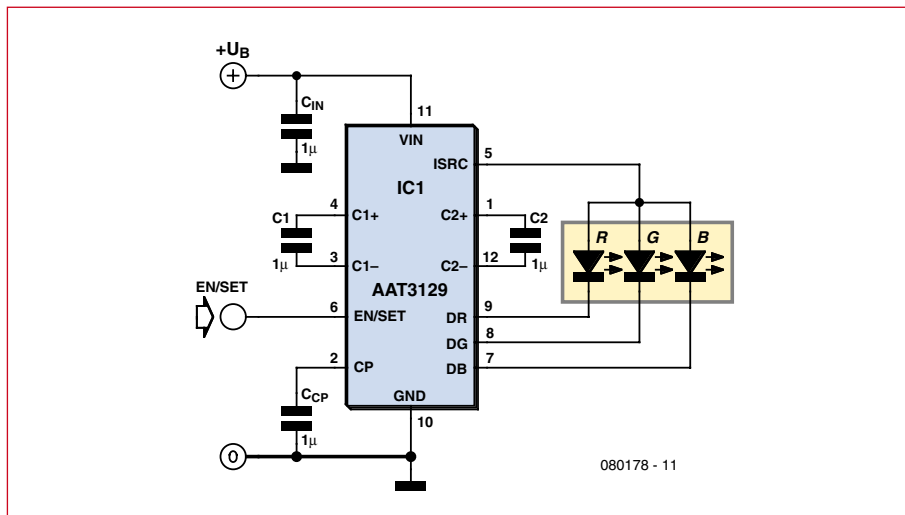 +UB
CIN
1μ
11
VIN
ISRC
5
IC1
4
C1+
C1
1μ
3
C1–
C2+
1
C2
C2–
12
1μ
R
G
B
AAT3129
EN/SET
6
EN/SET
DR
9
DG
8
DB
7
2
CP
CCP
1μ
GND
10
0
080178 - 11